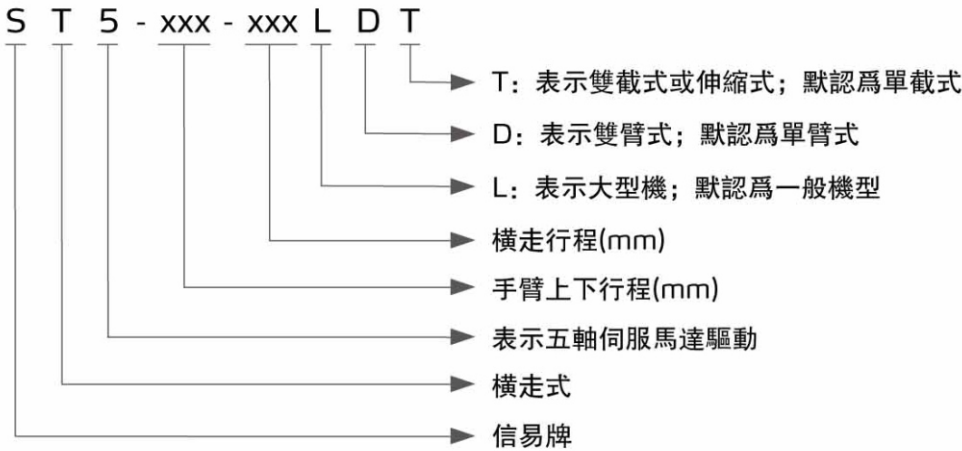 ST5-xxx-xxxLDT
T：表示雙截式或伸縮式；默認爲單截式
D：表示雙臂式；默認爲單臂式
L：表示大型機；默認爲一般機型
橫走行程(mm)
手臂上下行程(mm)
表示五軸伺服馬達驅動
橫走式
信易牌